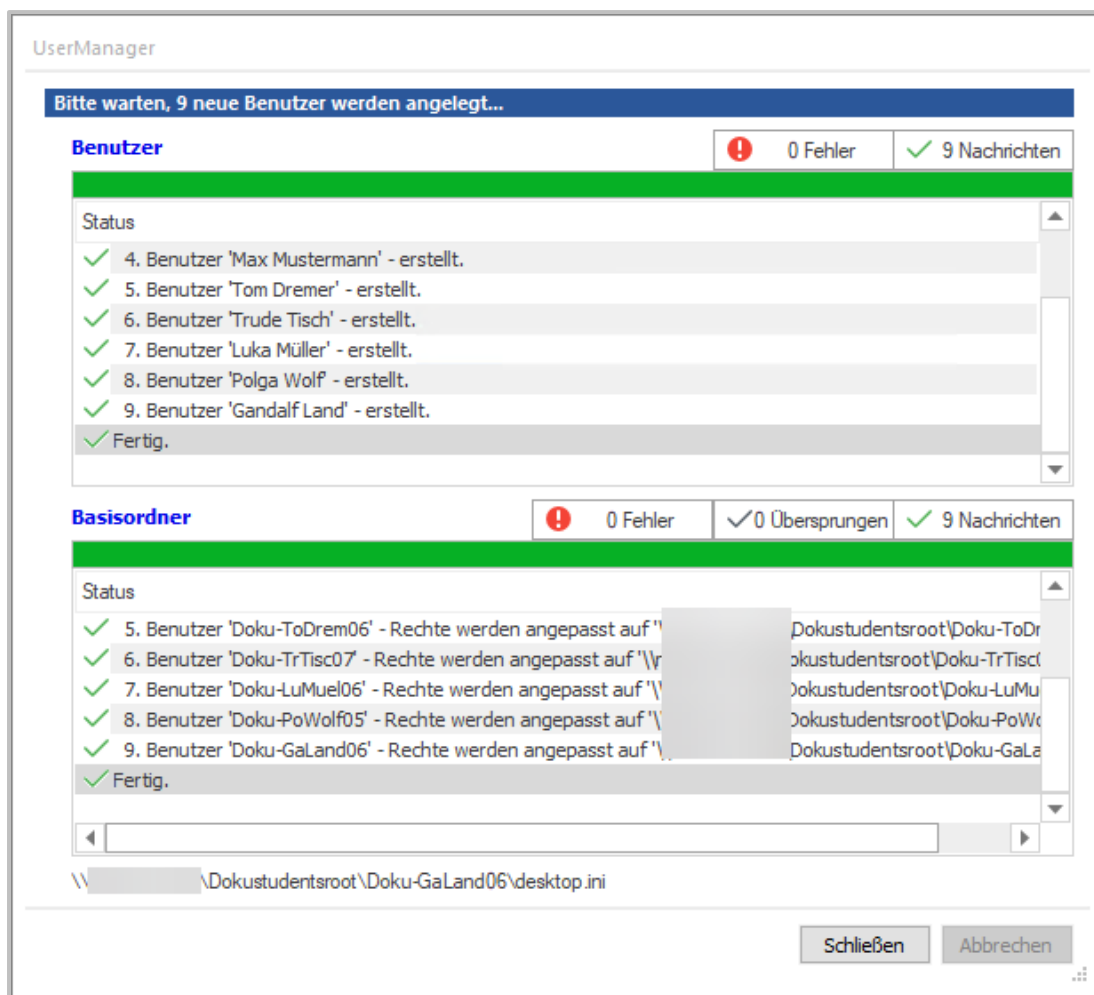 UserManager
Bitte warten, 9 neue Benutzer werden angelegt...
Benutzer
0 Fehler
9 Nachrichten
Status
4. Benutzer 'Max Mustermann' - erstellt.
5. Benutzer 'Tom Dremer' - erstellt.
6. Benutzer 'Trude Tisch' - erstellt.
7. Benutzer 'Luka Müller' - erstellt.
8. Benutzer 'Polga Wolf' - erstellt.
9. Benutzer 'Gandalf Land' - erstellt.
Fertig.
Basisordner
0 Fehler
0 Übersprungen
9 Nachrichten
Status
5. Benutzer 'Doku-ToDrem06' - Rechte werden angepasst auf '\ \Dokustudentsroot\Doku-ToDr
6. Benutzer 'Doku-TrTisc07' - Rechte werden angepasst auf '\\ okustudentsroot\Doku-TrTisc0
7. Benutzer 'Doku-LuMuel06' - Rechte werden angepasst auf '\\ Dokustudentsroot\Doku-LuMu
8. Benutzer 'Doku-PoWolf05' - Rechte werden angepasst auf '\ Dokustudentsroot\Doku-PoWo
9. Benutzer 'Doku-GaLand06' - Rechte werden angepasst auf '\ \Dokustudentsroot\Doku-GaLa
Fertig.
\\ \Dokustudentsroot\Doku-GaLand06\desktop.ini
Schließen
Abbrechen